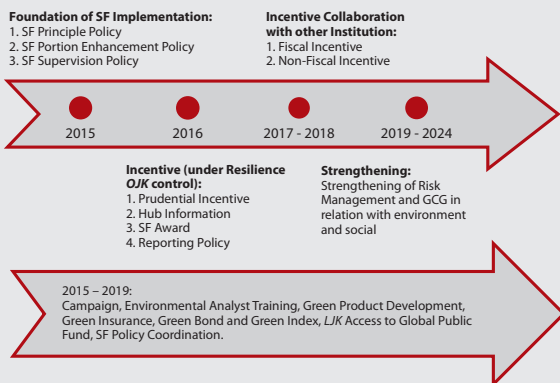 Foundation of SF Implementation:
1. SF Principle Policy
2. SF Portion Enhancement Policy
3. SF Supervision Policy
Incentive Collaboration
with other Institution:
1. Fiscal Incentive
2. Non-Fiscal Incentive
2015
2016
2017 - 2018
2019 - 2024
Incentive (under Resilience
OJK control):
1. Prudential Incentive
2. Hub Information
3. SF Award
4. Reporting Policy
Strengthening:
Strengthening of Risk
Management and GCG in
relation with environment
and social
2015 – 2019:
Campaign, Environmental Analyst Training, Green Product Development,
Green Insurance, Green Bond and Green Index, LJK Access to Global Public
Fund, SF Policy Coordination.